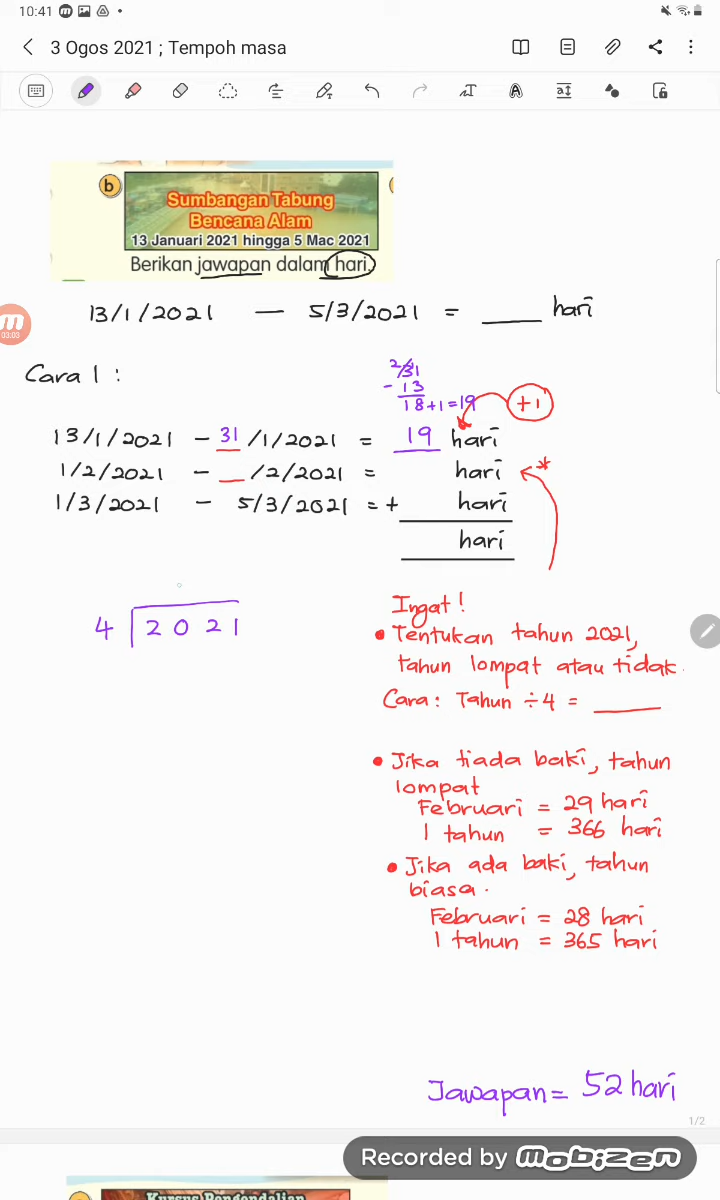 10:41
3 Ogos 2021 ; Tempoh masa
b
Sumbangan Tabung
Bencana Alam
13 Januari 2021 hingga 5 Mac 2021
Berikan jawapan dalam hari.
13/1/2021 — 5/3/2021 = ____ hari
03:03
Cara 1 :
2/31
- 13
18+1=19
+1
13/1/2021 - 31/1/2021 = 19 hari
1/2/2021 - __/2/2021 = hari *
1/3/2021 - 5/3/2021 = + hari
hari
4 2021
Ingat!
• Tentukan tahun 2021,
tahun lompat atau tidak.
Cara: Tahun ÷4 = ____
• Jika tiada baki, tahun
lompat
Februari = 29 hari
1 tahun = 366 hari
• Jika ada baki, tahun
biasa.
Februari = 28 hari
1 tahun = 365 hari
Jawapan = 52 hari
1/2
Recorded by mobizen
Kursus Pengendalian